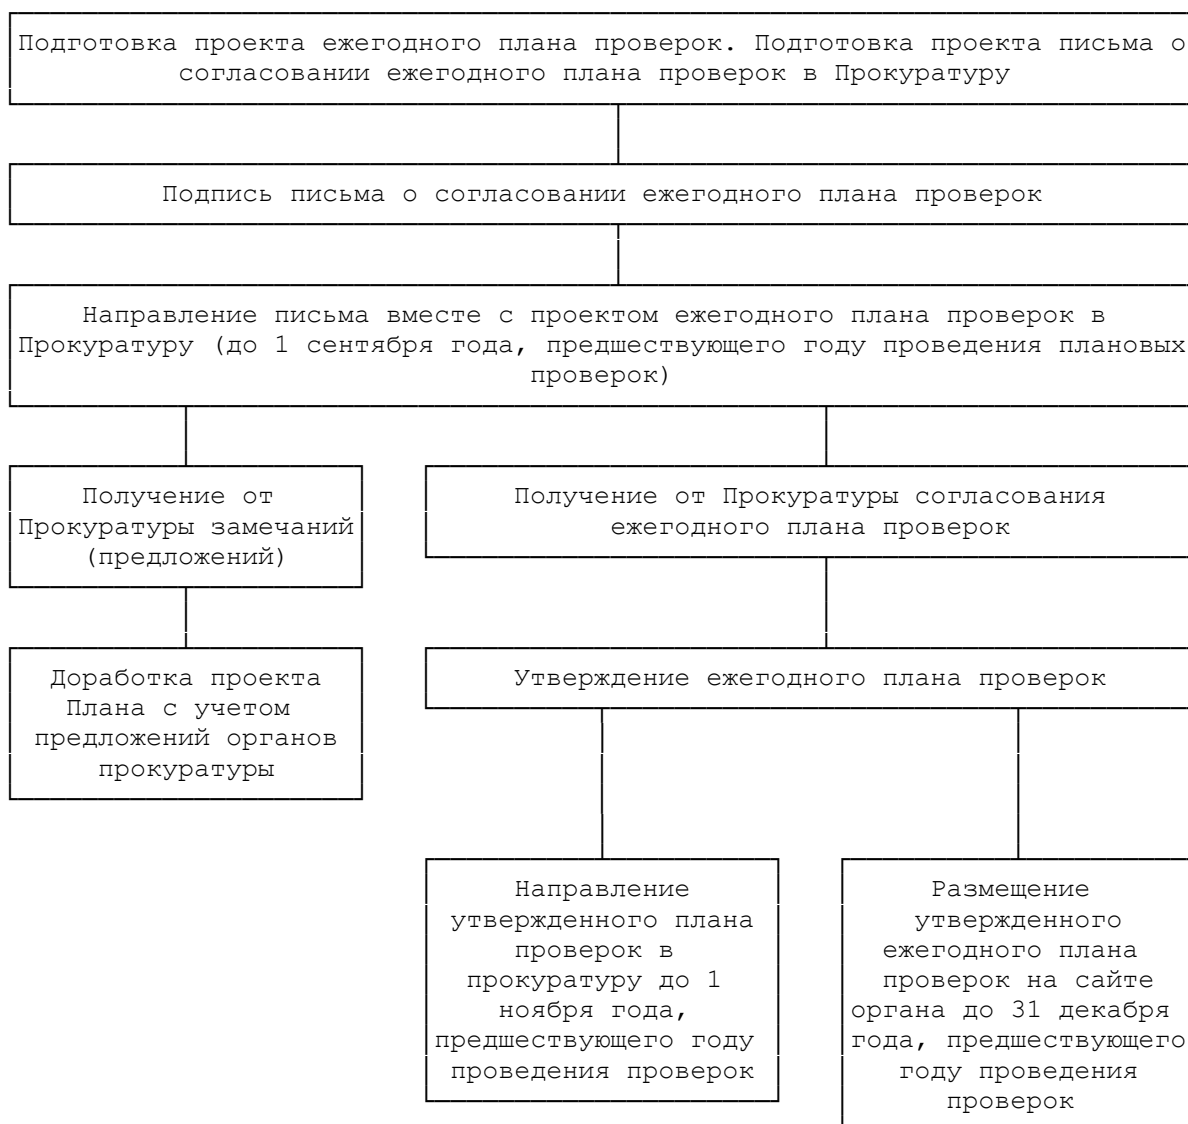 Подготовка проекта ежегодного плана проверок. Подготовка проекта письма о
согласовании ежегодного плана проверок в Прокуратуру
Подпись письма о согласовании ежегодного плана проверок
Направление письма вместе с проектом ежегодного плана проверок в
Прокуратуру (до 1 сентября года, предшествующего году проведения плановых
проверок)
Получение от
Прокуратуры замечаний
(предложений)
Получение от Прокуратуры согласования
ежегодного плана проверок
Доработка проекта
Плана с учетом
предложений органов
прокуратуры
Утверждение ежегодного плана проверок
Направление
утвержденного плана
проверок в
прокуратуру до 1
ноября года,
предшествующего году
проведения проверок
Размещение
утвержденного
ежегодного плана
проверок на сайте
органа до 31 декабря
года, предшествующего
году проведения
проверок